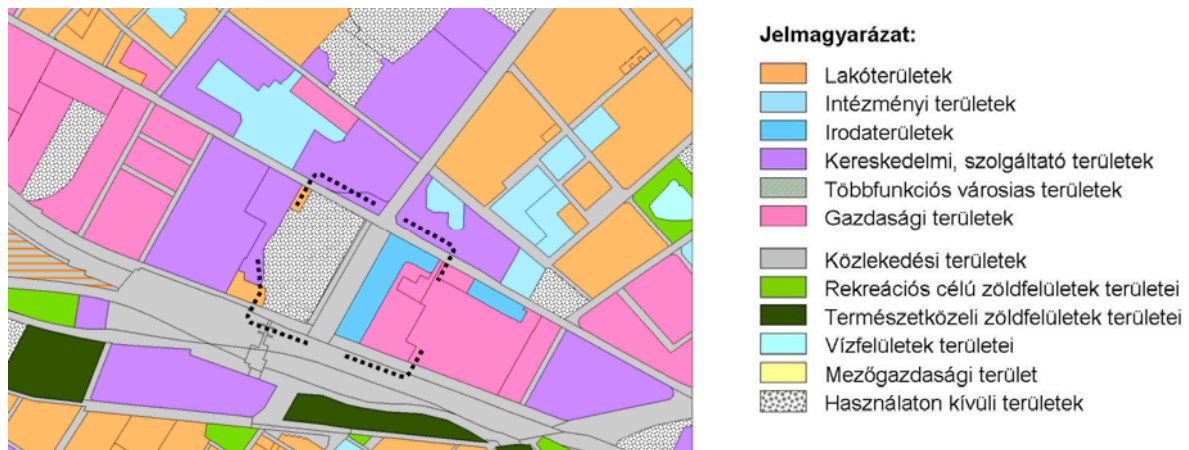 Jelmagyarázat:
Lakóterületek
Intézményi területek
Irodaterületek
Kereskedelmi, szolgáltató területek
Többfunkciós városias területek
Gazdasági területek
Közlekedési területek
Rekreációs célú zöldfelületek területei
Természetközeli zöldfelületek területei
Vízfelületek területei
Mezőgazdasági terület
Használaton kívüli területek